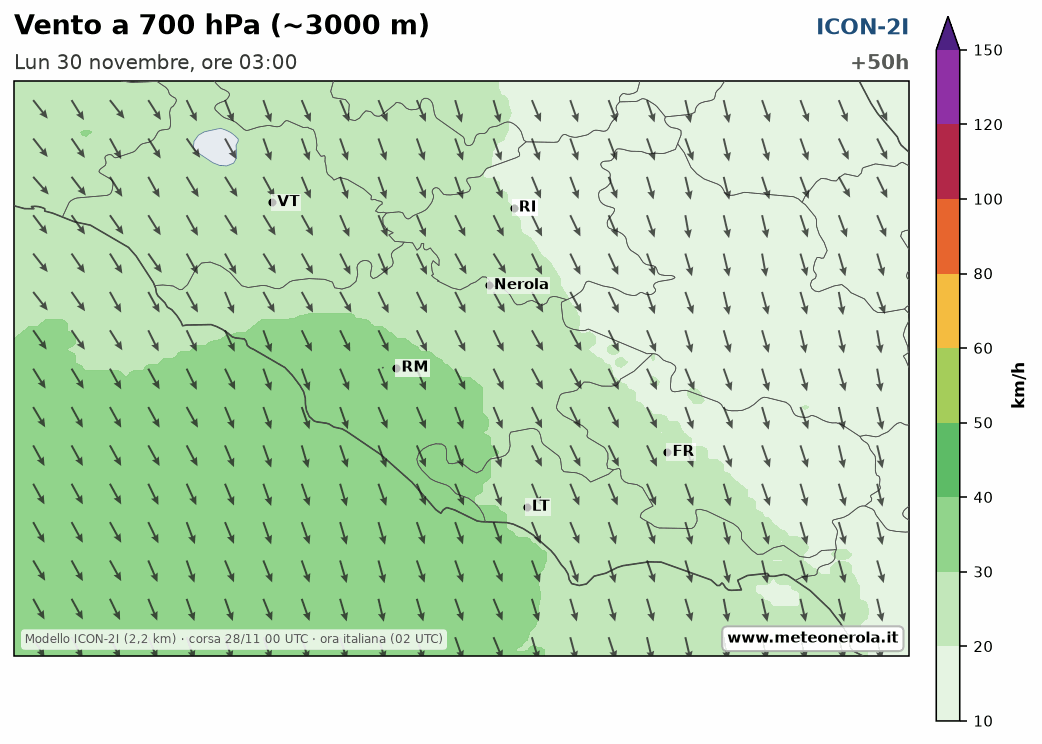 Vento a 700 hPa (~3000 m)
ICON-2I
Lun 30 novembre, ore 03:00
+50h
150
120
100
80
60
50
40
30
20
10
km/h
VT
RI
Nerola
RM
FR
LT
Modello ICON-2I (2,2 km) · corsa 28/11 00 UTC · ora italiana (02 UTC)
www.meteonerola.it